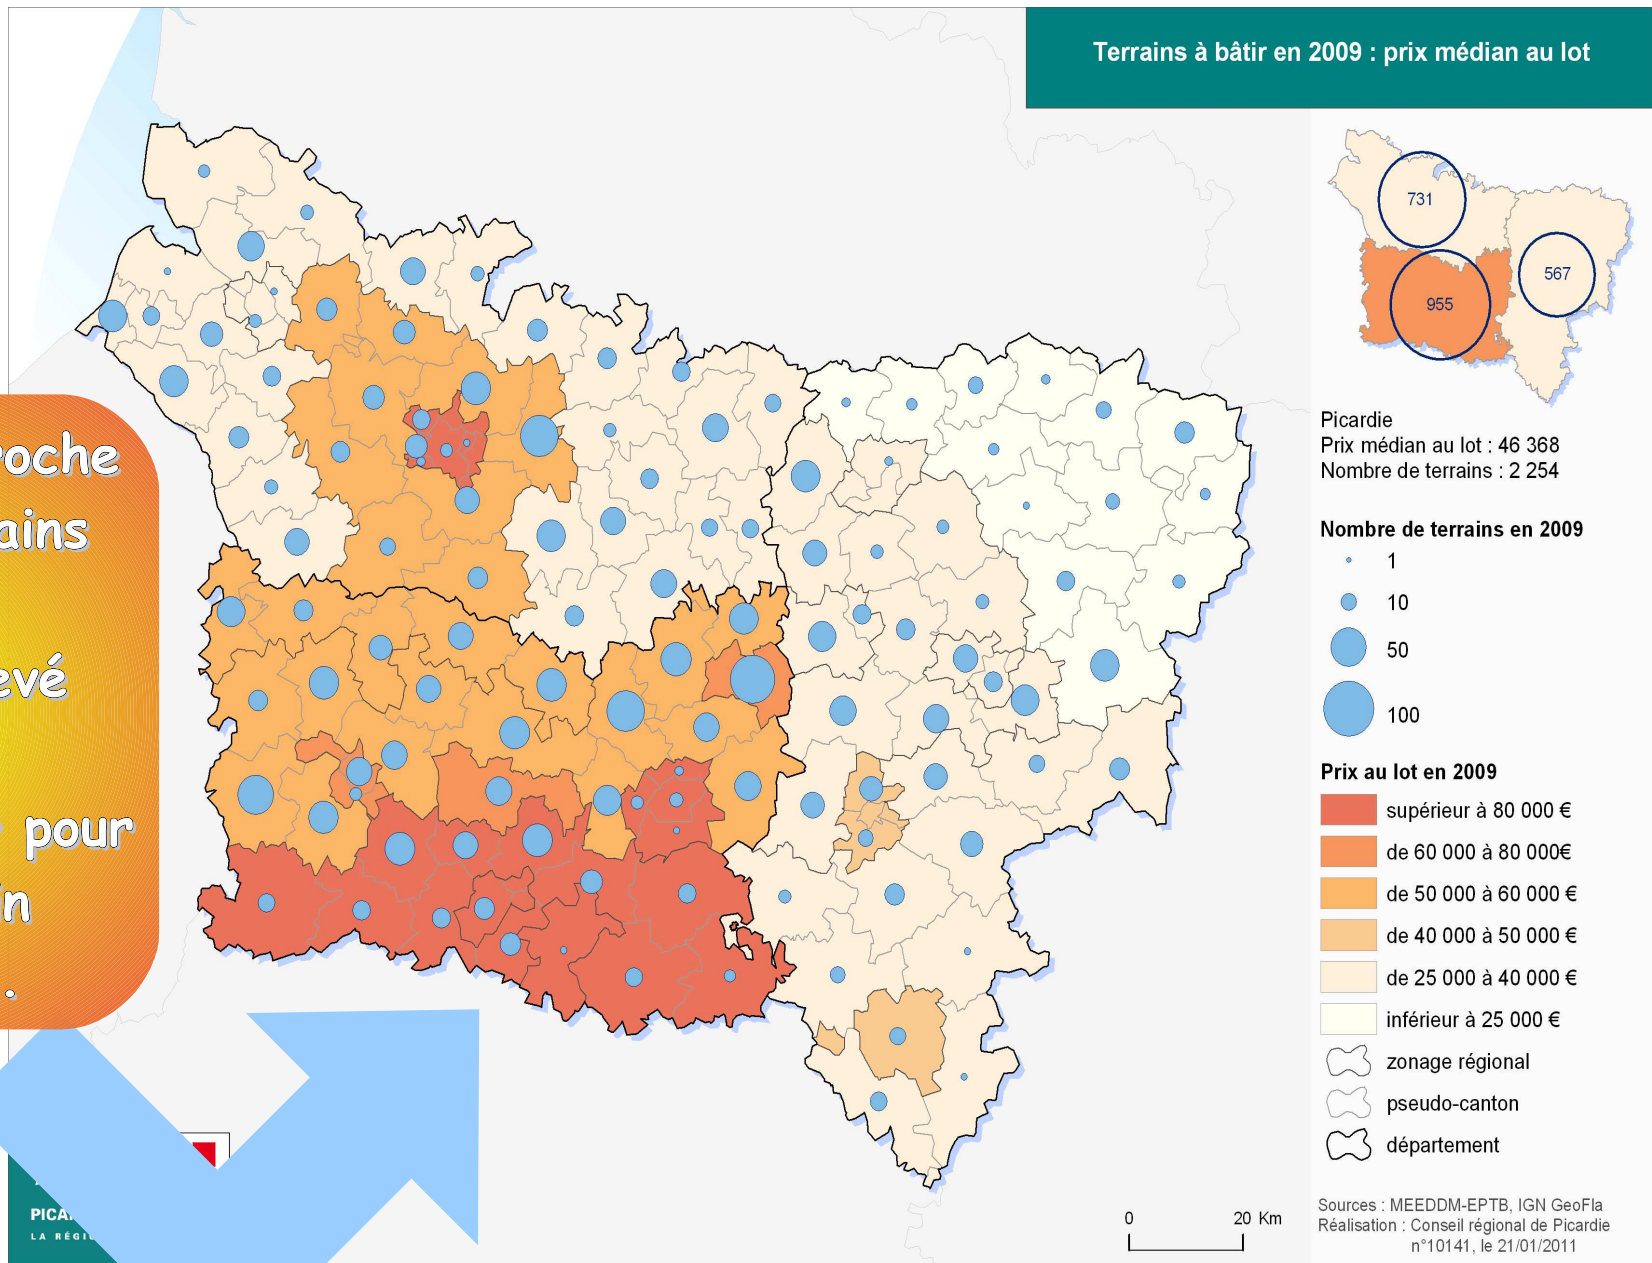 Terrains à bâtir en 2009 : prix médian au lot
731
567
955
Picardie
Prix médian au lot : 46 368
Nombre de terrains : 2 254
Nombre de terrains en 2009
1
10
50
100
Prix au lot en 2009
supérieur à 80 000 €
de 60 000 à 80 000€
de 50 000 à 60 000 €
de 40 000 à 50 000 €
de 25 000 à 40 000 €
inférieur à 25 000 €
zonage régional
pseudo-canton
département
0 20 Km
Sources : MEEDDM-EPTB, IGN GeoFla
Réalisation : Conseil régional de Picardie
n°10141, le 21/01/2011
roche
ains
evé
pour
n
.
PICA
LA RÉGI